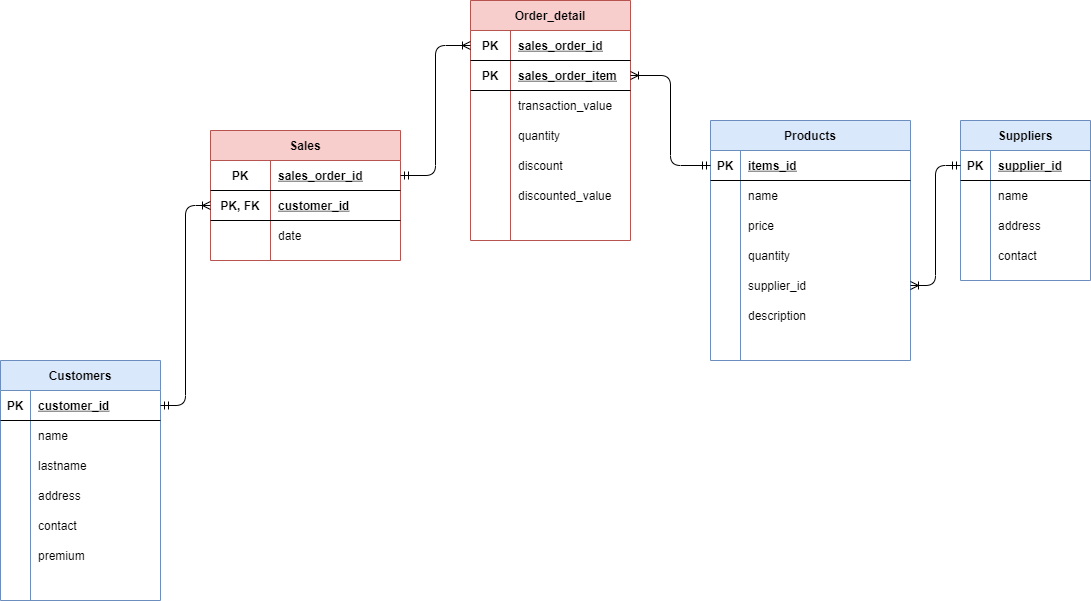 Order_detail
PK sales_order_id
PK sales_order_item
transaction_value
quantity
discount
discounted_value
Sales
PK sales_order_id
PK, FK customer_id
date
Products
PK items_id
name
price
quantity
supplier_id
description
Suppliers
PK supplier_id
name
address
contact
Customers
PK customer_id
name
lastname
address
contact
premium